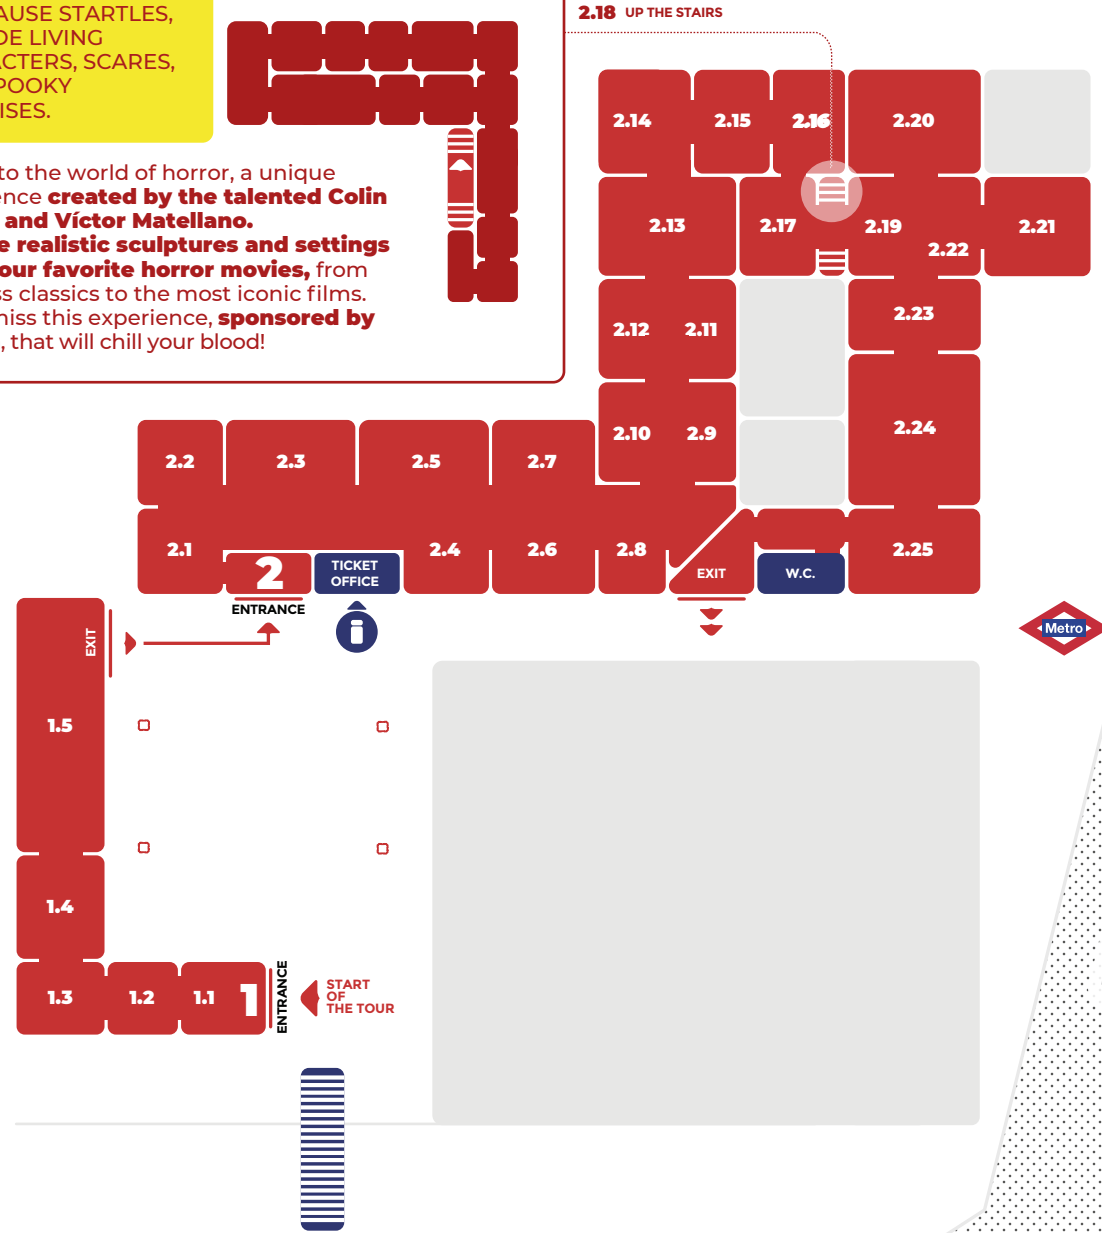 AUSE STARTLES,
DE LIVING
ACTERS, SCARES,
POOKY
ISES.
to the world of horror, a unique
ence created by the talented Colin
and Víctor Matellano.
e realistic sculptures and settings
our favorite horror movies, from
ss classics to the most iconic films.
miss this experience, sponsored by
, that will chill your blood!
2.18 UP THE STAIRS
2.14
2.15
2.16
2.20
2.13
2.17
2.19
2.22
2.21
2.12
2.11
2.23
2.10
2.9
2.24
2.2
2.3
2.5
2.7
2.1
2
TICKET
OFFICE
2.4
2.6
2.8
EXIT
W.C.
2.25
ENTRANCE
EXIT
Metro
1.5
1.4
1.3
1.2
1.1
1
ENTRANCE
START
OF
THE TOUR